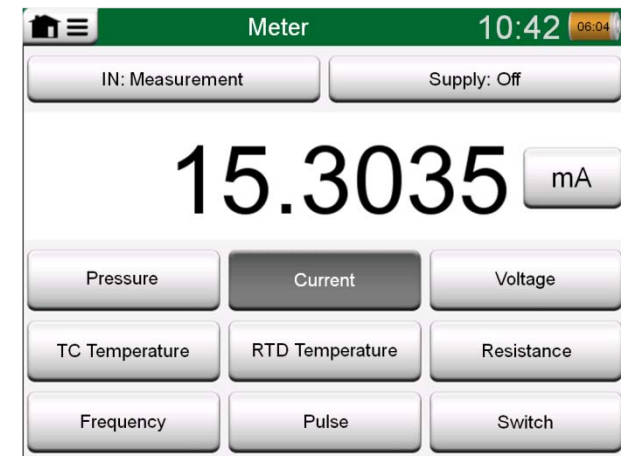 Meter 10:42 06:04
IN: Measurement Supply: Off
15.3035 mA
Pressure Current Voltage
TC Temperature RTD Temperature Resistance
Frequency Pulse Switch